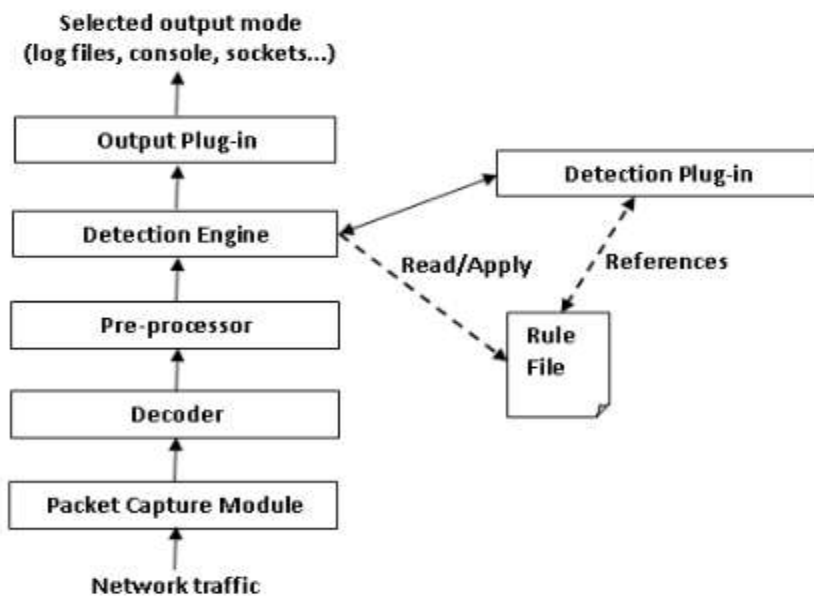 Selected output mode
(log files, console, sockets...)
Output Plug-in
Detection Plug-in
Detection Engine
Read/Apply
References
Pre-processor
Rule
File
Decoder
Packet Capture Module
Network traffic